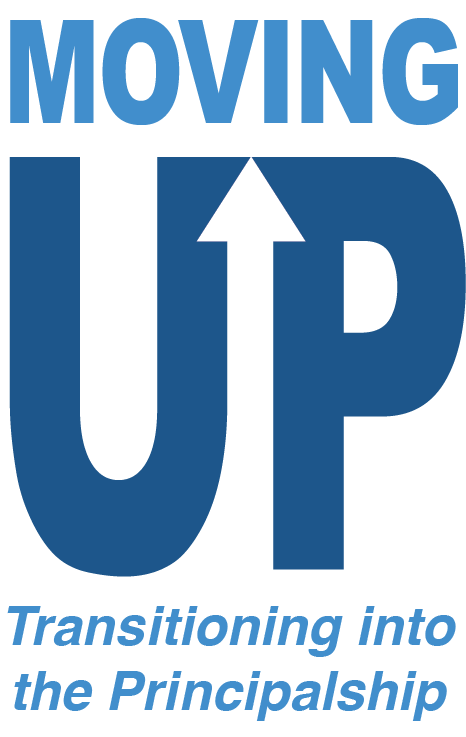 MOVING
UP
Transitioning into
the Principalship